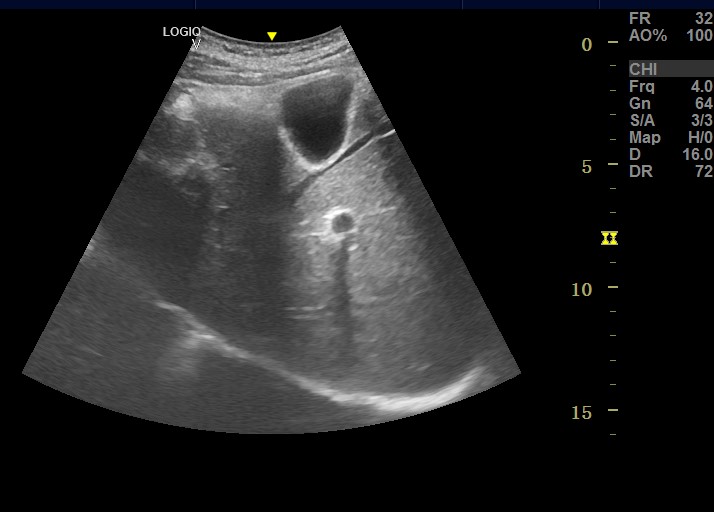 LOGIQ
V
FR 32
AO% 100
CHI
Frq 4.0
Gn 64
S/A 3/3
Map H/0
D 16.0
DR 72
0
5
10
15